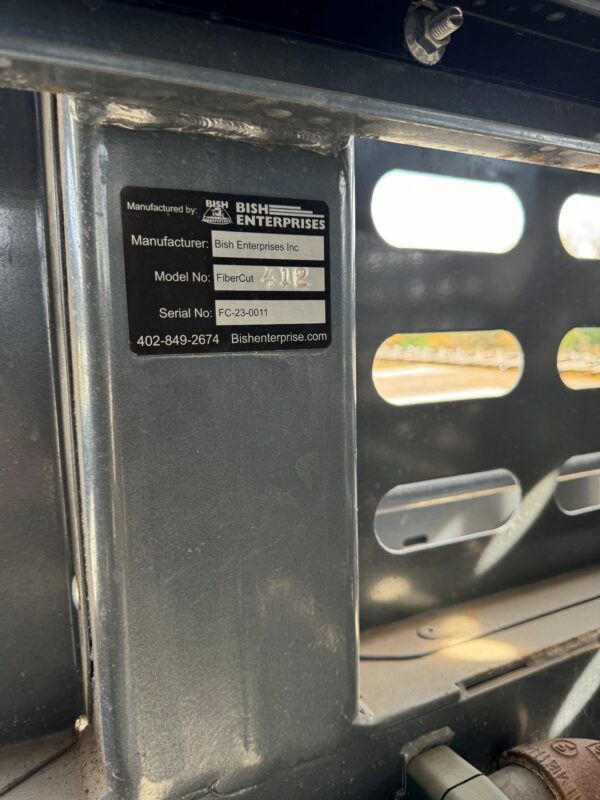 Manufactured by: BISH BISH ENTERPRISES
Manufacturer: Bish Enterprises Inc
Model No: FiberCut 412
Serial No: FC-23-0011
402-849-2674 Bishenterprise.com